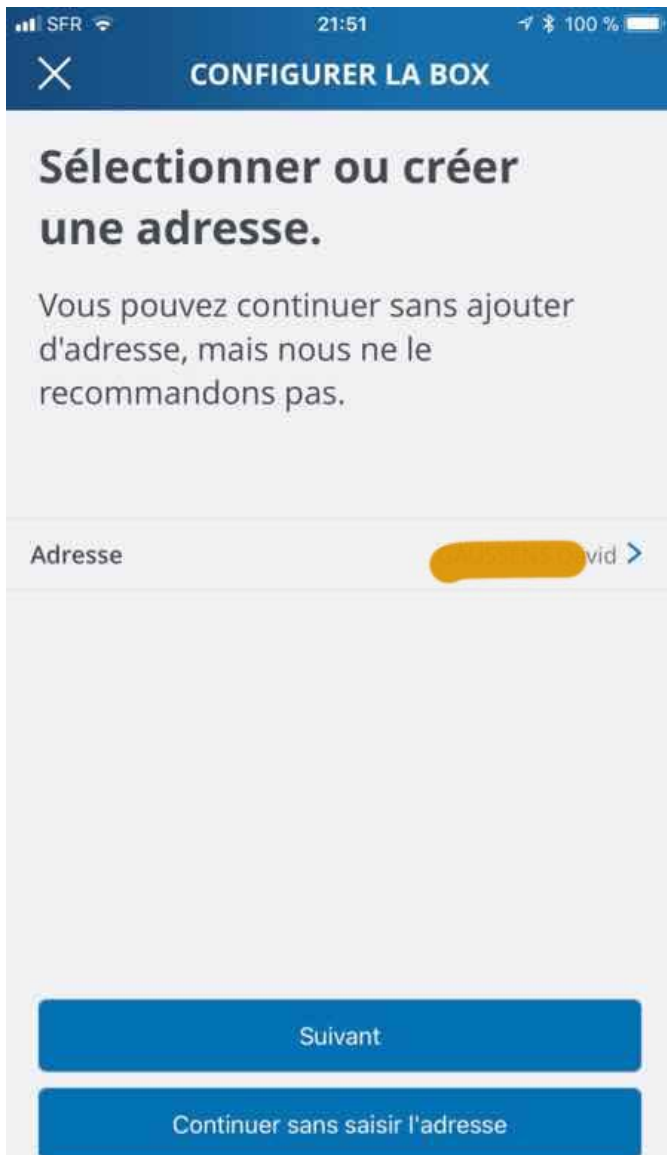 SFR 21:51 100 %
CONFIGURER LA BOX
Sélectionner ou créer
une adresse.
Vous pouvez continuer sans ajouter
d'adresse, mais nous ne le
recommandons pas.
Adresse vid
Suivant
Continuer sans saisir l'adresse